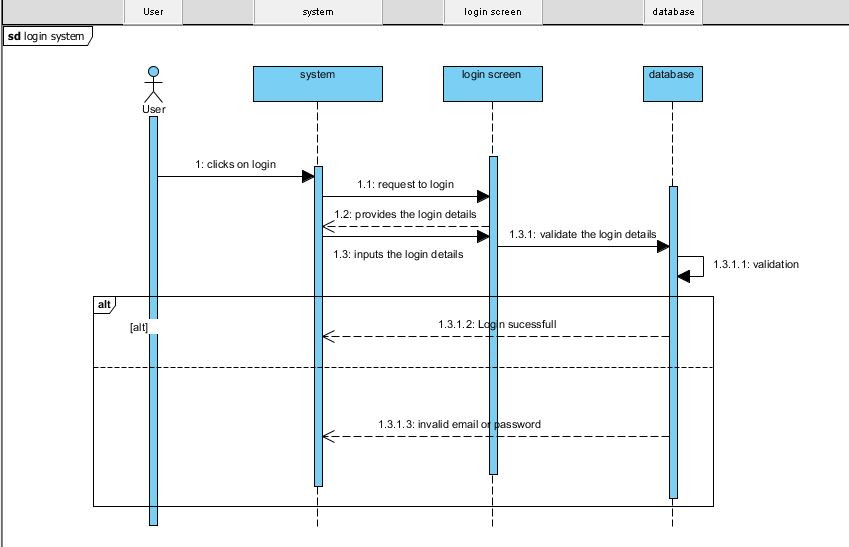 User system login screen database
sd login system
system login screen database
User
1: clicks on login
1.1: request to login
1.2: provides the login details
1.3.1: validate the login details
1.3: inputs the login details
1.3.1.1: validation
alt
[alt]
1.3.1.2: Login sucessfull
1.3.1.3: invalid email or password